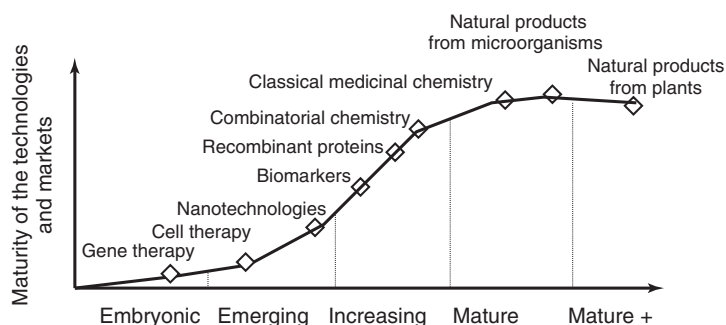 Natural products
from microorganisms
Natural products
from plants
Classical medicinal chemistry
Combinatorial chemistry
Recombinant proteins
Biomarkers
Nanotechnologies
Cell therapy
Gene therapy
Maturity of the technologies
and markets
Embryonic Emerging Increasing Mature Mature +